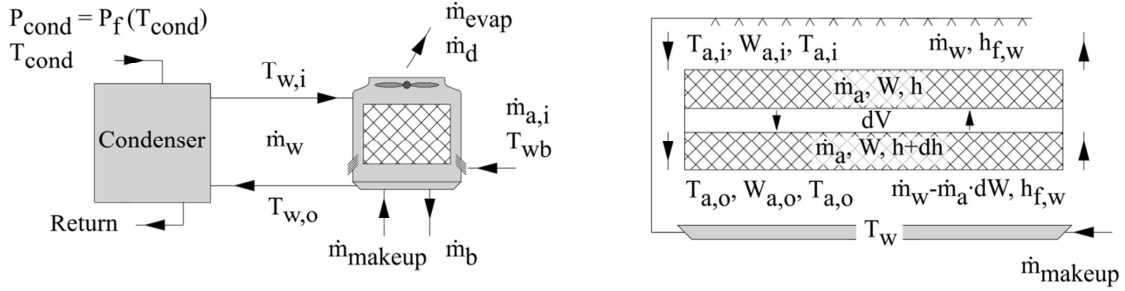 P_cond = P_f (T_cond)
T_cond
Condenser
Return
T_w,i
ṁ_w
T_w,o
ṁ_evap
ṁ_d
ṁ_a,i
T_wb
ṁ_makeup
ṁ_b
T_a,i, W_a,i, T_a,i
ṁ_w, h_f,w
ṁ_a, W, h
dV
ṁ_a, W, h+dh
T_a,o, W_a,o, T_a,o
ṁ_w-ṁ_a·dW, h_f,w
T_w
ṁ_makeup